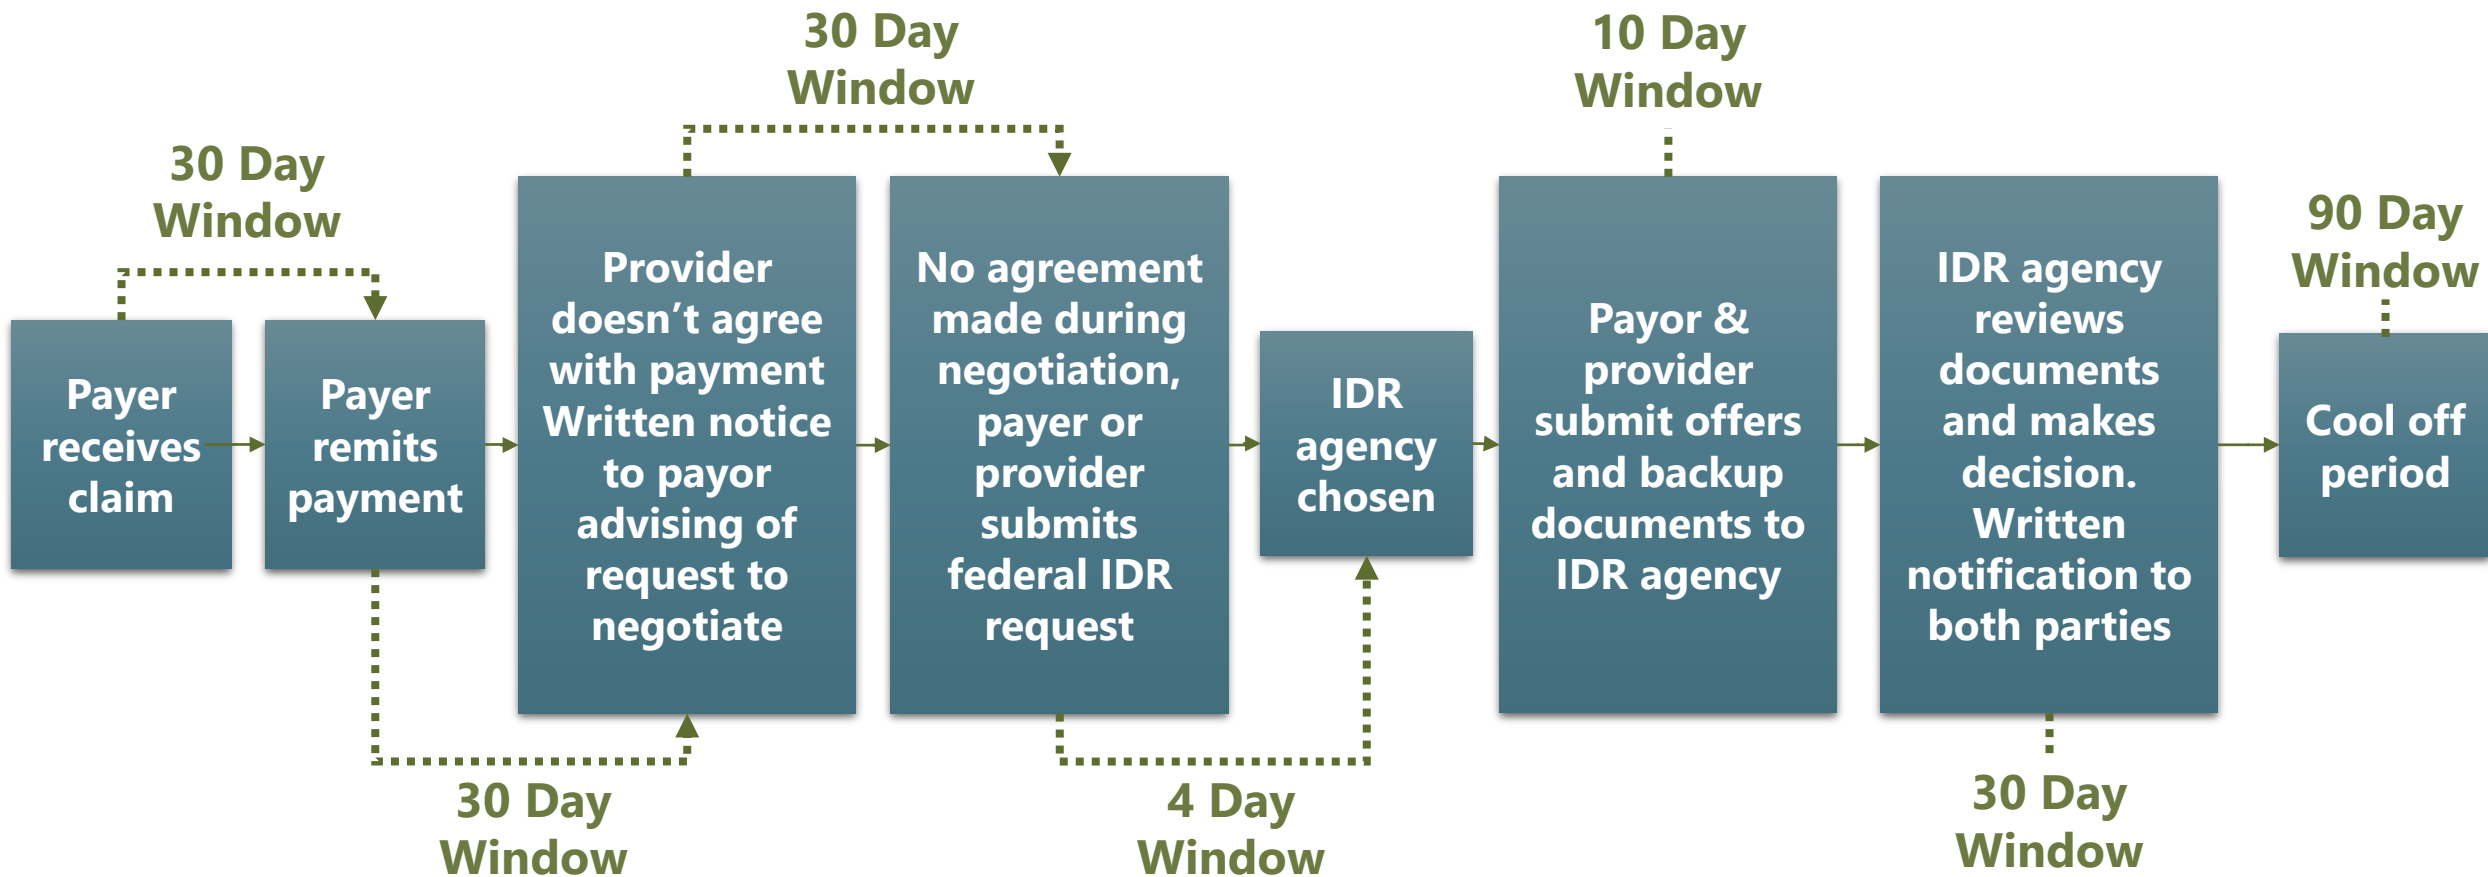 30 Day
Window
30 Day
Window
10 Day
Window
90 Day
Window
Payer
receives
claim
Payer
remits
payment
Provider
doesn’t agree
with payment
Written notice
to payor
advising of
request to
negotiate
No agreement
made during
negotiation,
payer or
provider
submits
federal IDR
request
IDR
agency
chosen
Payor &
provider
submit offers
and backup
documents to
IDR agency
IDR agency
reviews
documents
and makes
decision.
Written
notification to
both parties
Cool off
period
30 Day
Window
4 Day
Window
30 Day
Window